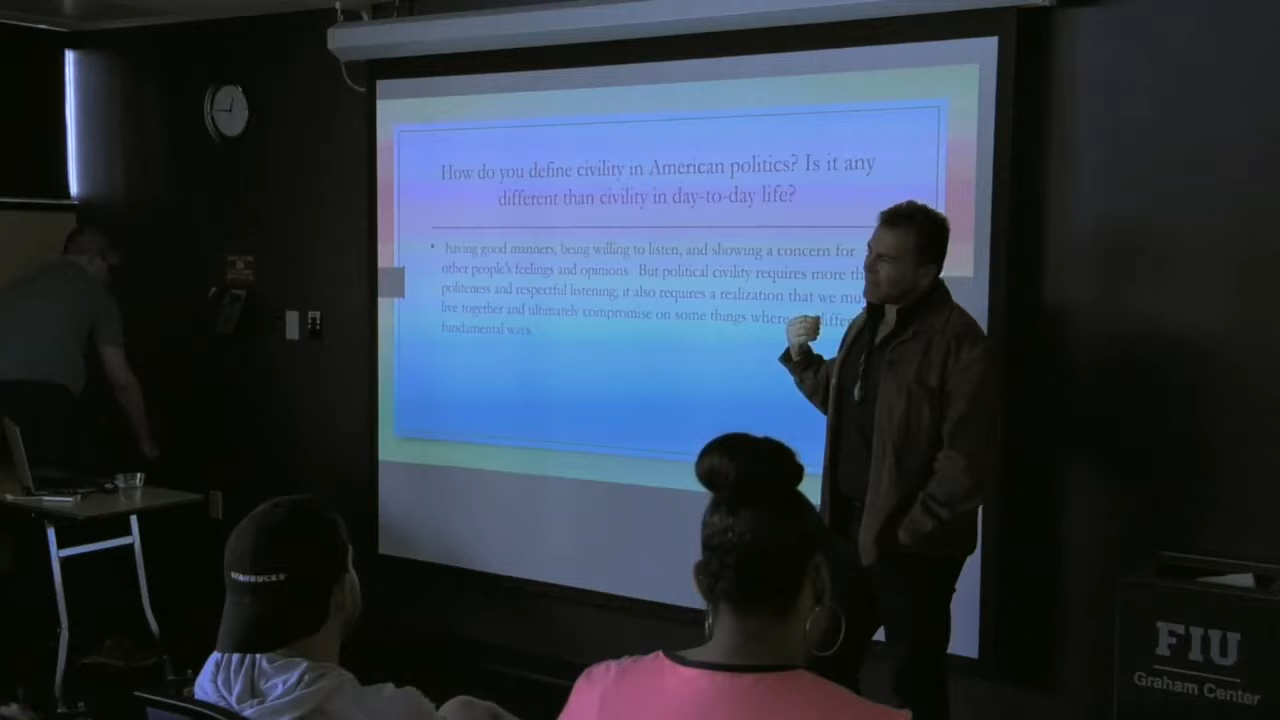 How do you define civility in American politics? Is it any
different than civility in day-to-day life?
having good manners, being willing to listen, and showing a concern for
other people's feelings and opinions. But political civility requires more th
politeness and respectful listening; it also requires a realization that we mu
live together and ultimately compromise on some things where differ
fundamental ways.
STARBUCKS
FIU
Graham Center